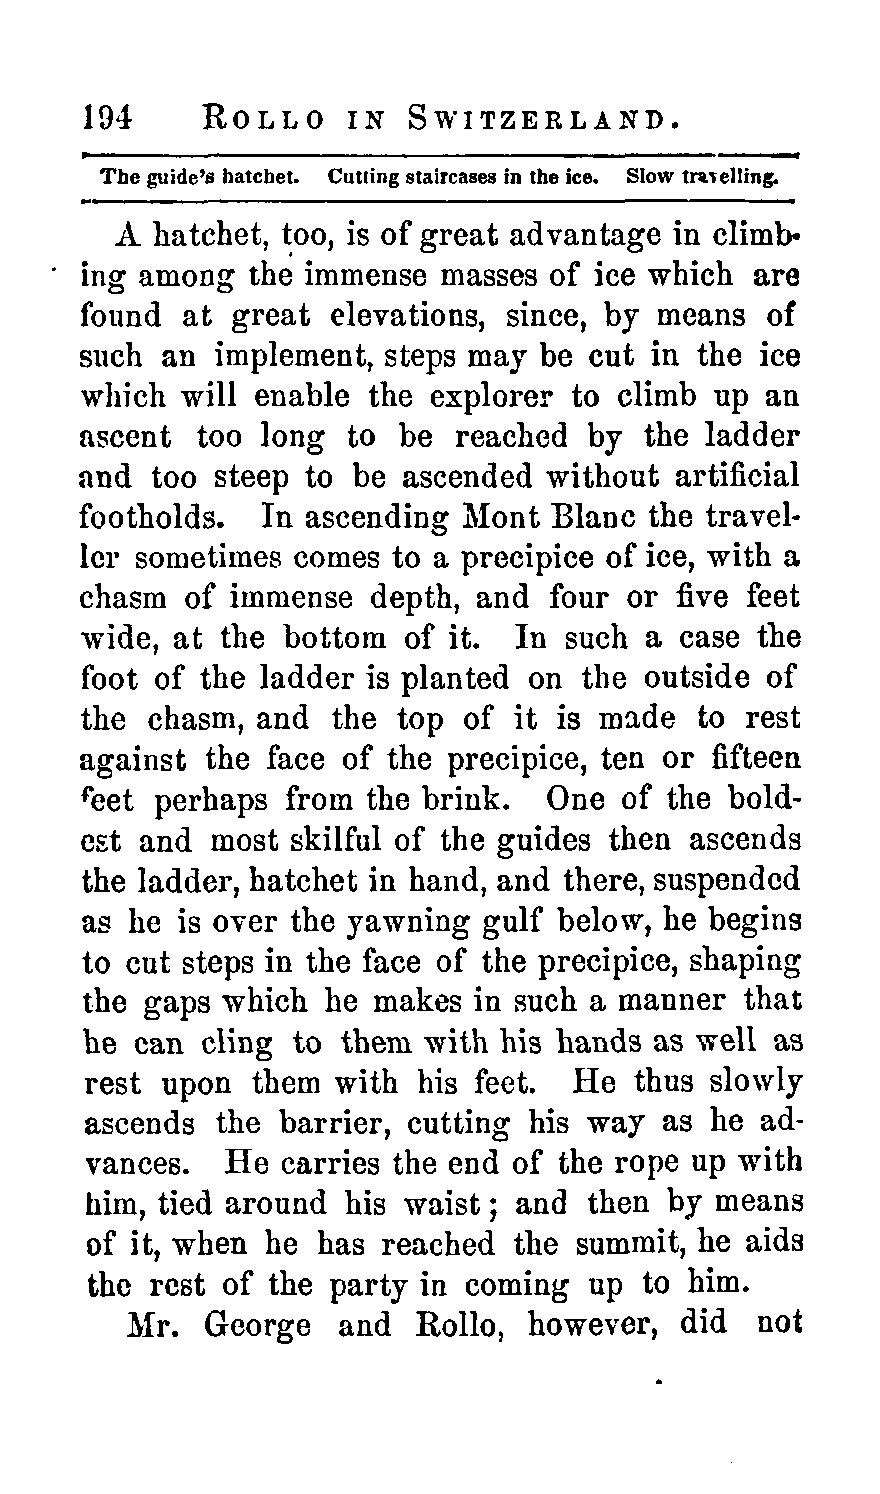 194 ROLLO IN SWITZERLAND.
The guide's hatchet. Cutting staircases in the ice. Slow travelling.
A hatchet, too, is of great advantage in climb-
ing among the immense masses of ice which are
found at great elevations, since, by means of
such an implement, steps may be cut in the ice
which will enable the explorer to climb up an
ascent too long to be reached by the ladder
and too steep to be ascended without artificial
footholds. In ascending Mont Blanc the travel-
ler sometimes comes to a precipice of ice, with a
chasm of immense depth, and four or five feet
wide, at the bottom of it. In such a case the
foot of the ladder is planted on the outside of
the chasm, and the top of it is made to rest
against the face of the precipice, ten or fifteen
feet perhaps from the brink. One of the bold-
est and most skilful of the guides then ascends
the ladder, hatchet in hand, and there, suspended
as he is over the yawning gulf below, he begins
to cut steps in the face of the precipice, shaping
the gaps which he makes in such a manner that
he can cling to them with his hands as well as
rest upon them with his feet. He thus slowly
ascends the barrier, cutting his way as he ad-
vances. He carries the end of the rope up with
him, tied around his waist; and then by means
of it, when he has reached the summit, he aids
the rest of the party in coming up to him.
Mr. George and Rollo, however, did not